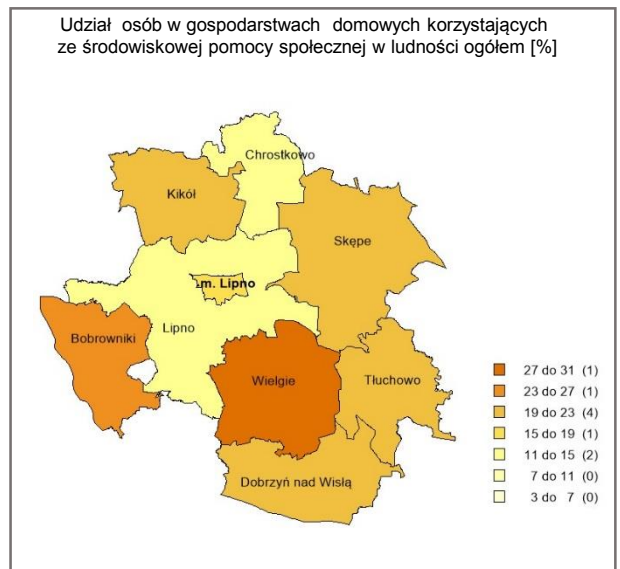 Udział osób w gospodarstwach domowych korzystających
ze środowiskowej pomocy społecznej w ludności ogółem [%]
Chrostkowo
Kikół
Skępe
m. Lipno
Bobrowniki
Lipno
Wielgie
Tłuchowo
Dobrzyń nad Wisłą
27 do 31 (1)
23 do 27 (1)
19 do 23 (4)
15 do 19 (1)
11 do 15 (2)
7 do 11 (0)
3 do 7 (0)